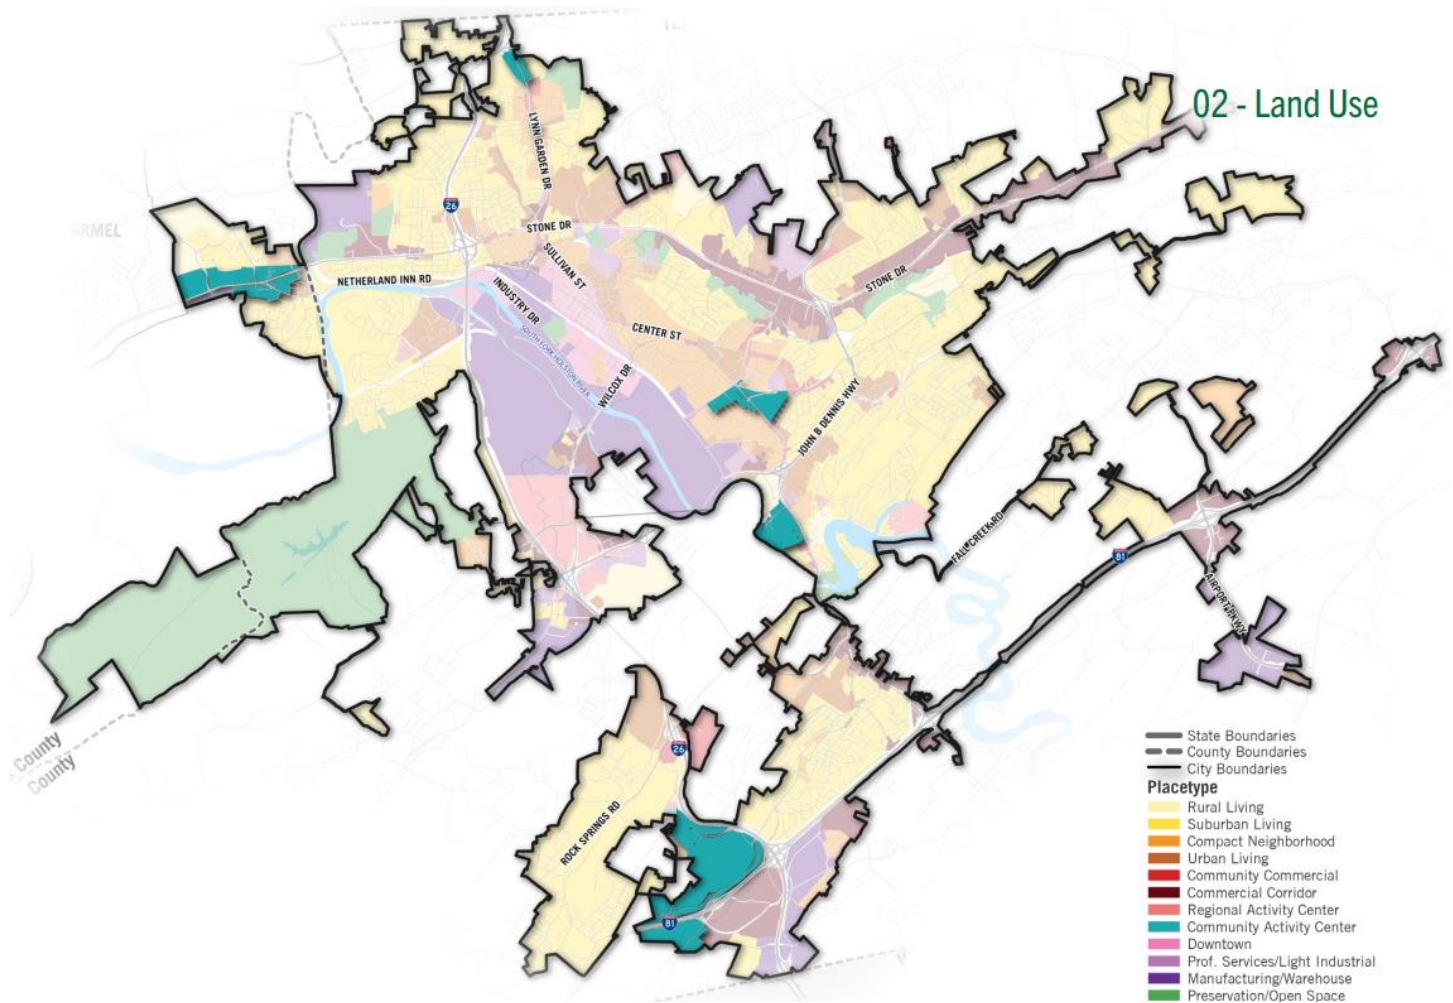 02 - Land Use
LYNN GARDEN DR
26
ARMEL
STONE DR
SULLIVAN ST
NETHERLAND INN RD
INDUSTRY DR
STONE DR
CENTER ST
SOUTH FORK HOLSTON RIVER
WILCOX DR
JOHN B DENNIS HWY
FALL CREEK RD
81
AIRPORT PKWY
County
County
26
ROCK SPRINGS RD
81
State Boundaries
County Boundaries
City Boundaries
Placetype
Rural Living
Suburban Living
Compact Neighborhood
Urban Living
Community Commercial
Commercial Corridor
Regional Activity Center
Community Activity Center
Downtown
Prof. Services/Light Industrial
Manufacturing/Warehouse
Preservation/Open Space